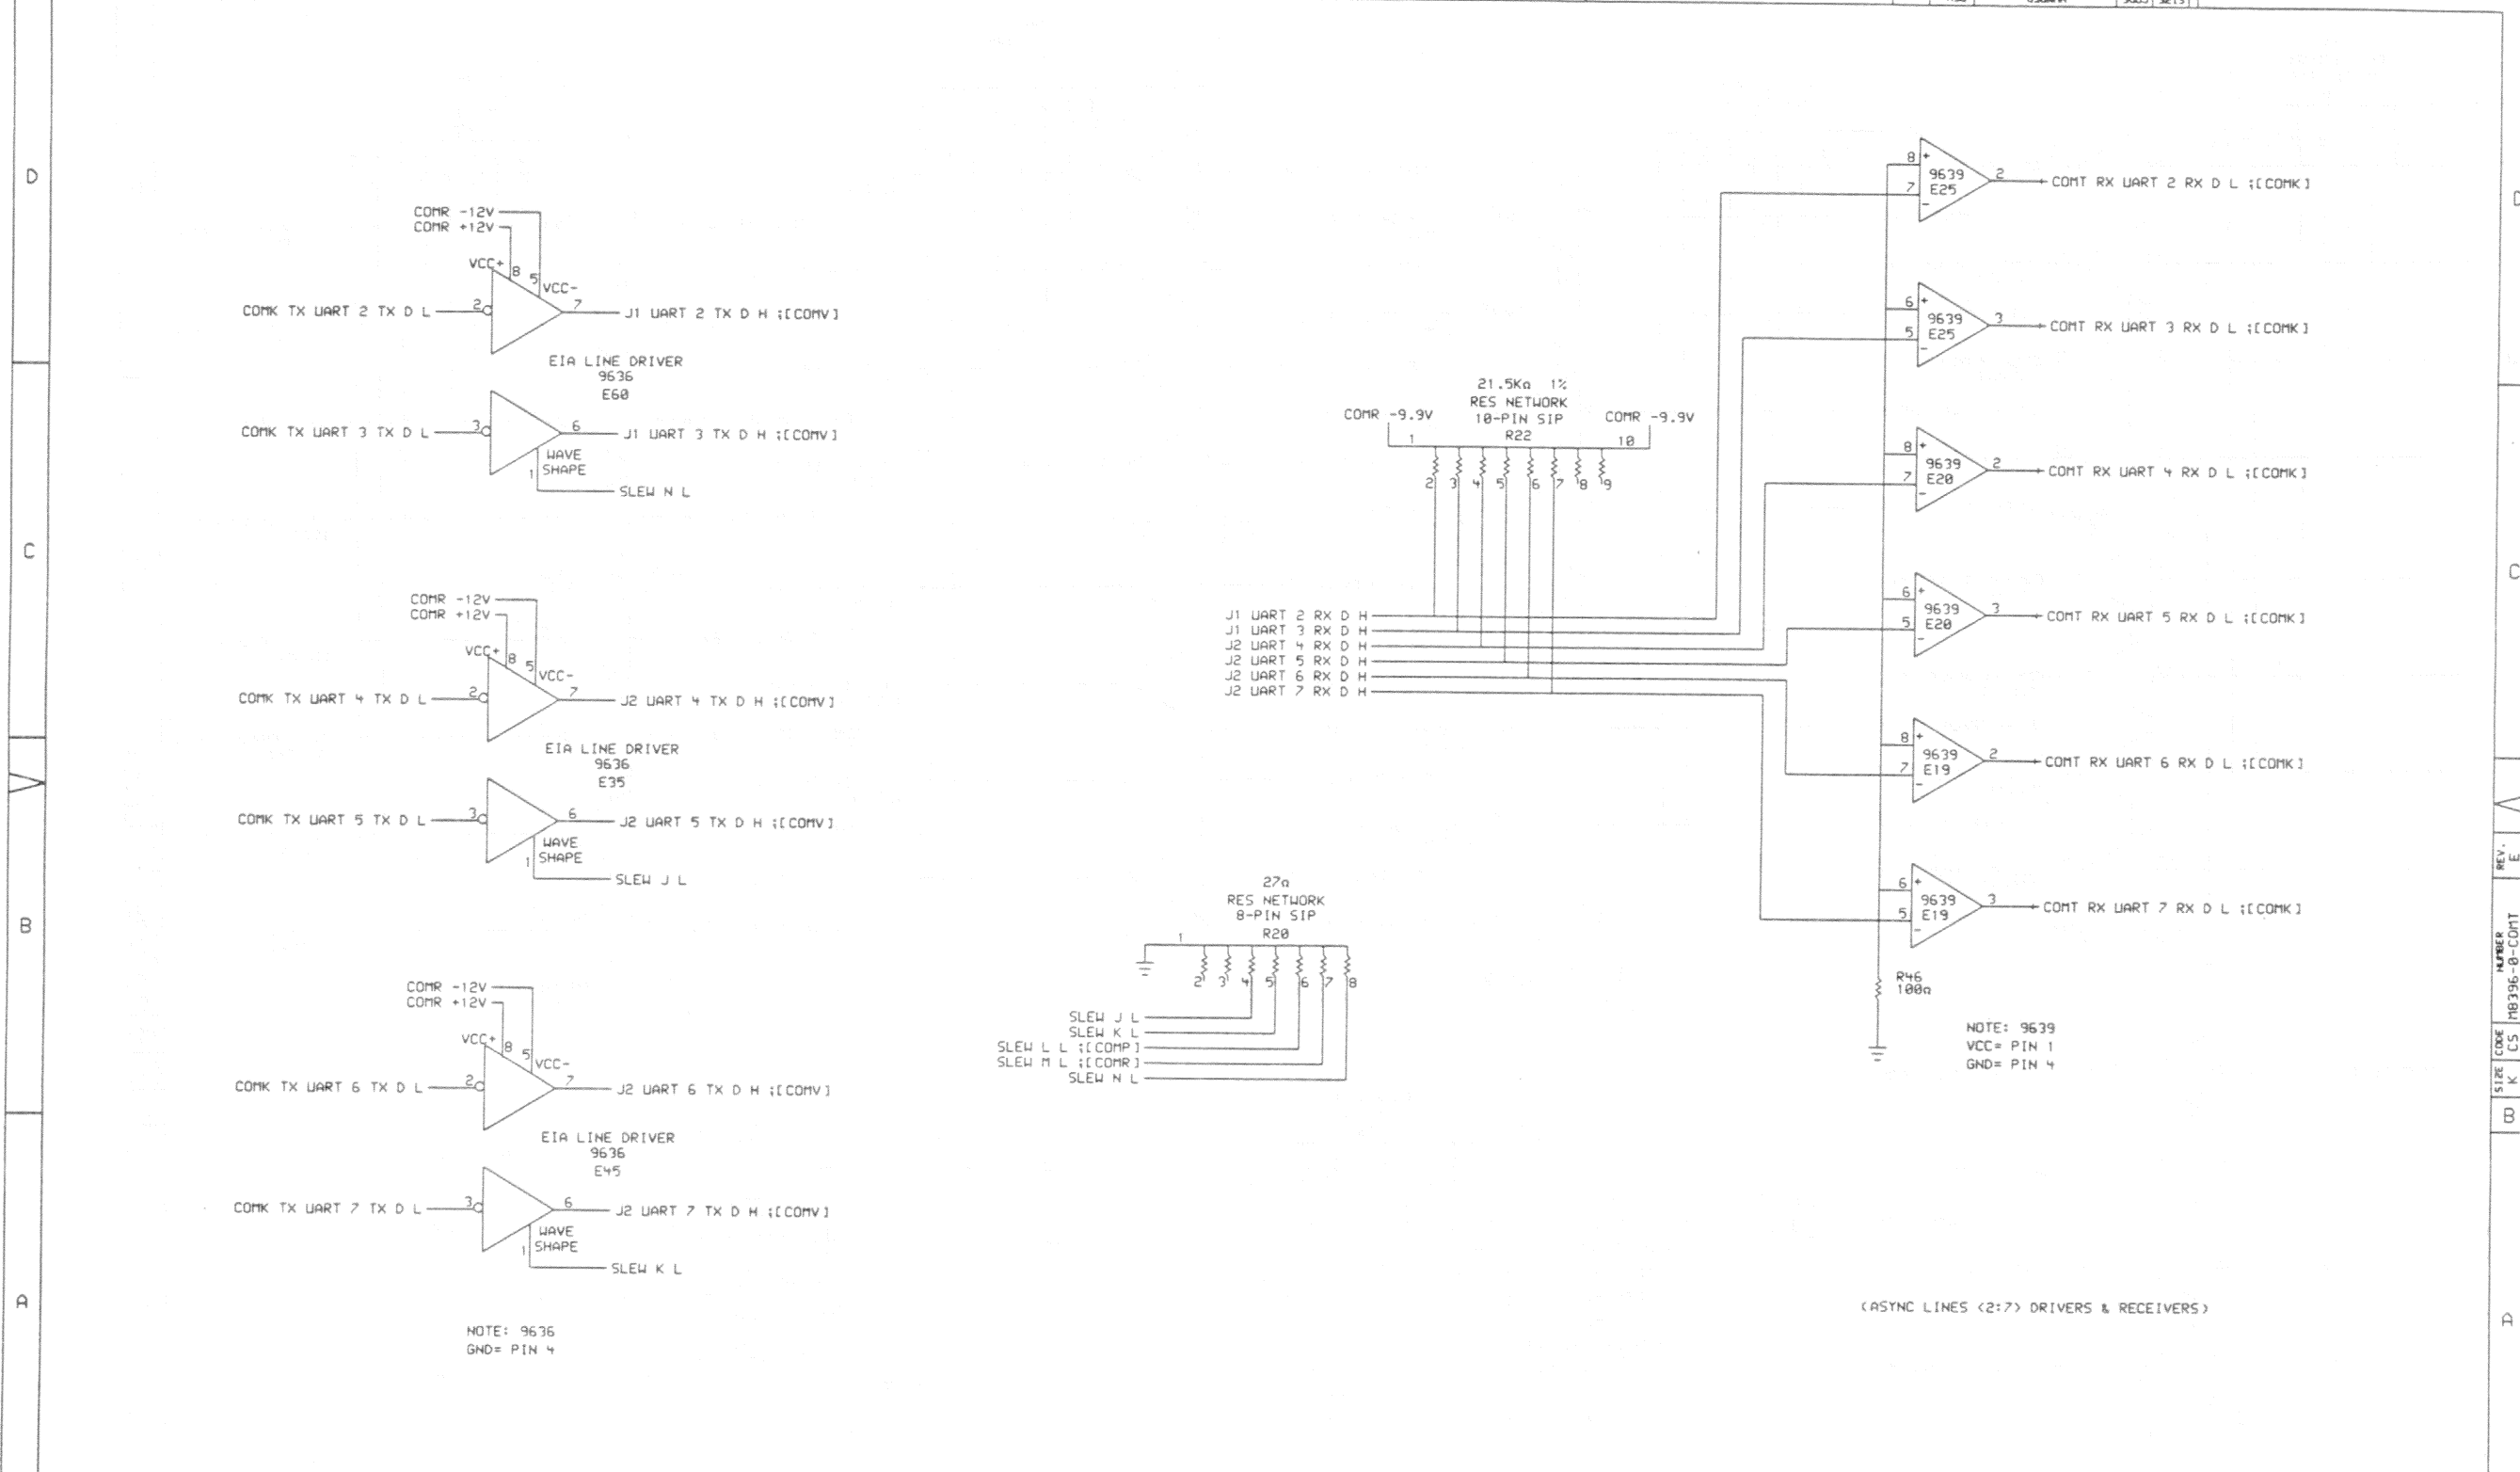 D
COMR -12V
COMR +12V
VCC+
8
5
VCC-
COMK TX UART 2 TX D L
2
7
J1 UART 2 TX D H ;[COMV]
EIA LINE DRIVER
9636
E60
COMK TX UART 3 TX D L
3
6
J1 UART 3 TX D H ;[COMV]
WAVE
SHAPE
1
SLEW N L
C
COMR -12V
COMR +12V
VCC+
8
5
VCC-
COMK TX UART 4 TX D L
2
7
J2 UART 4 TX D H ;[COMV]
EIA LINE DRIVER
9636
E35
COMK TX UART 5 TX D L
3
6
J2 UART 5 TX D H ;[COMV]
WAVE
SHAPE
1
SLEW J L
B
COMR -12V
COMR +12V
VCC+
8
5
VCC-
COMK TX UART 6 TX D L
2
7
J2 UART 6 TX D H ;[COMV]
EIA LINE DRIVER
9636
E45
COMK TX UART 7 TX D L
3
6
J2 UART 7 TX D H ;[COMV]
WAVE
SHAPE
1
SLEW K L
A
NOTE: 9636
GND= PIN 4
21.5KΩ 1%
RES NETWORK
10-PIN SIP
R22
COMR -9.9V
COMR -9.9V
1
10
2 3 4 5 6 7 8 9
J1 UART 2 RX D H
J1 UART 3 RX D H
J2 UART 4 RX D H
J2 UART 5 RX D H
J2 UART 6 RX D H
J2 UART 7 RX D H
27Ω
RES NETWORK
8-PIN SIP
R20
1
2 3 4 5 6 7 8
SLEW J L
SLEW K L
SLEW L L ;[COMP]
SLEW M L ;[COMR]
SLEW N L
8 +
9639
E25
7 -
2
COMT RX UART 2 RX D L ;[COMK]
6 +
9639
E25
5 -
3
COMT RX UART 3 RX D L ;[COMK]
8 +
9639
E20
7 -
2
COMT RX UART 4 RX D L ;[COMK]
6 +
9639
E20
5 -
3
COMT RX UART 5 RX D L ;[COMK]
8 +
9639
E19
7 -
2
COMT RX UART 6 RX D L ;[COMK]
6 +
9639
E19
5 -
3
COMT RX UART 7 RX D L ;[COMK]
R46
100Ω
NOTE: 9639
VCC= PIN 1
GND= PIN 4
(ASYNC LINES <2:7> DRIVERS & RECEIVERS)
C
REV.
E
NUMBER
M8396-0-COMT
CODE
CS
SIZE
K
B
A